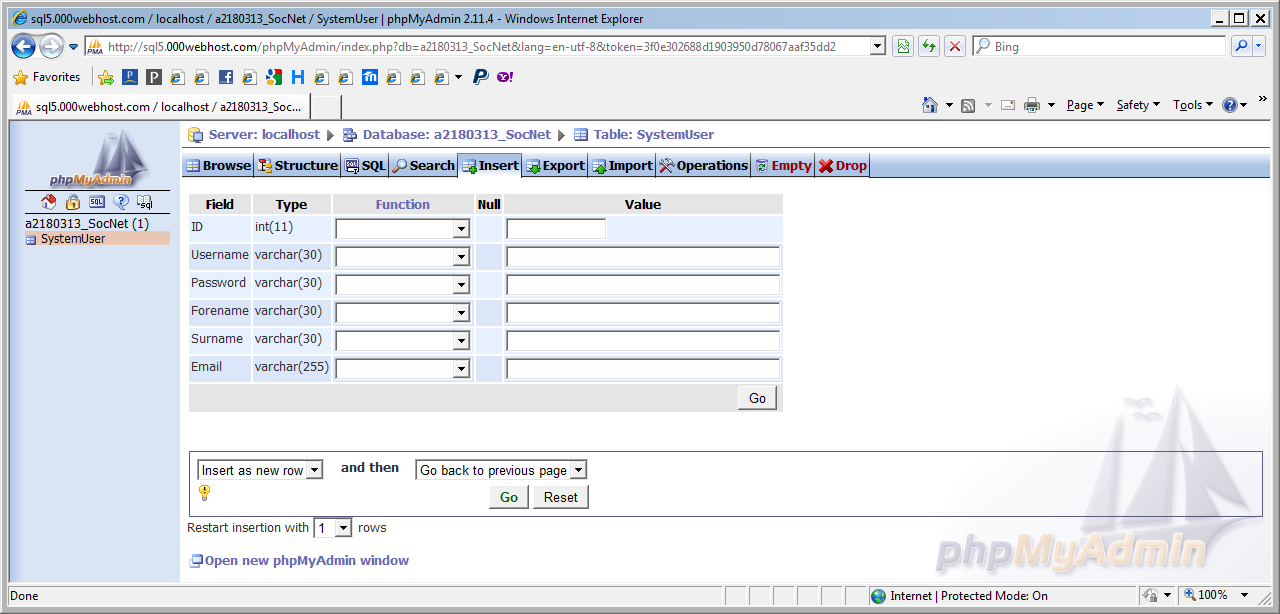 sql5.000webhost.com / localhost / a2180313_SocNet / SystemUser | phpMyAdmin 2.11.4 - Windows Internet Explorer
http://sql5.000webhost.com/phpMyAdmin/index.php?db=a2180313_SocNet&lang=en-utf-8&token=3f0e302688d1903950d78067aaf35dd2
Bing
Favorites
sql5.000webhost.com / localhost / a2180313_Soc...
Page Safety Tools
phpMyAdmin
a2180313_SocNet (1)
SystemUser
Server: localhost Database: a2180313_SocNet Table: SystemUser
Browse Structure SQL Search Insert Export Import Operations Empty Drop
Field Type Function Null Value
ID int(11)
Username varchar(30)
Password varchar(30)
Forename varchar(30)
Surname varchar(30)
Email varchar(255)
Go
Insert as new row and then Go back to previous page
Go Reset
Restart insertion with 1 rows
Open new phpMyAdmin window
phpMyAdmin
Done Internet | Protected Mode: On 100%